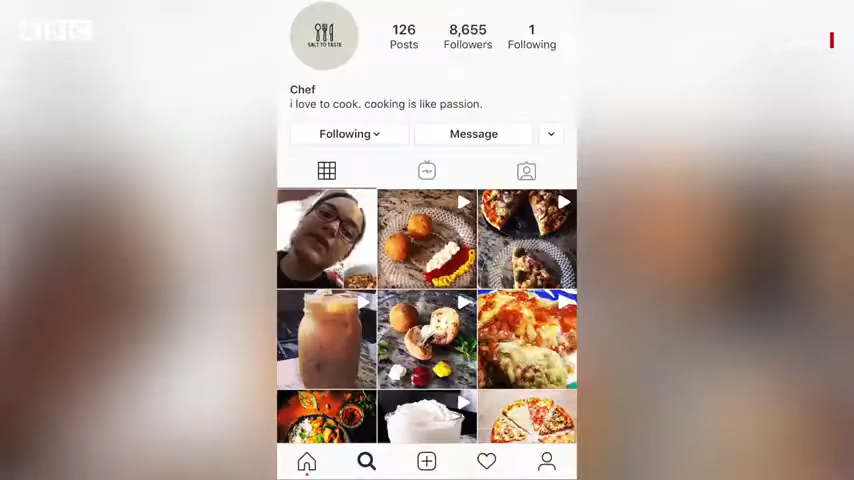 BBC
SALT TO TASTE
126 8,655 1
Posts Followers Following
Chef
i love to cook. cooking is like passion.
Following Message